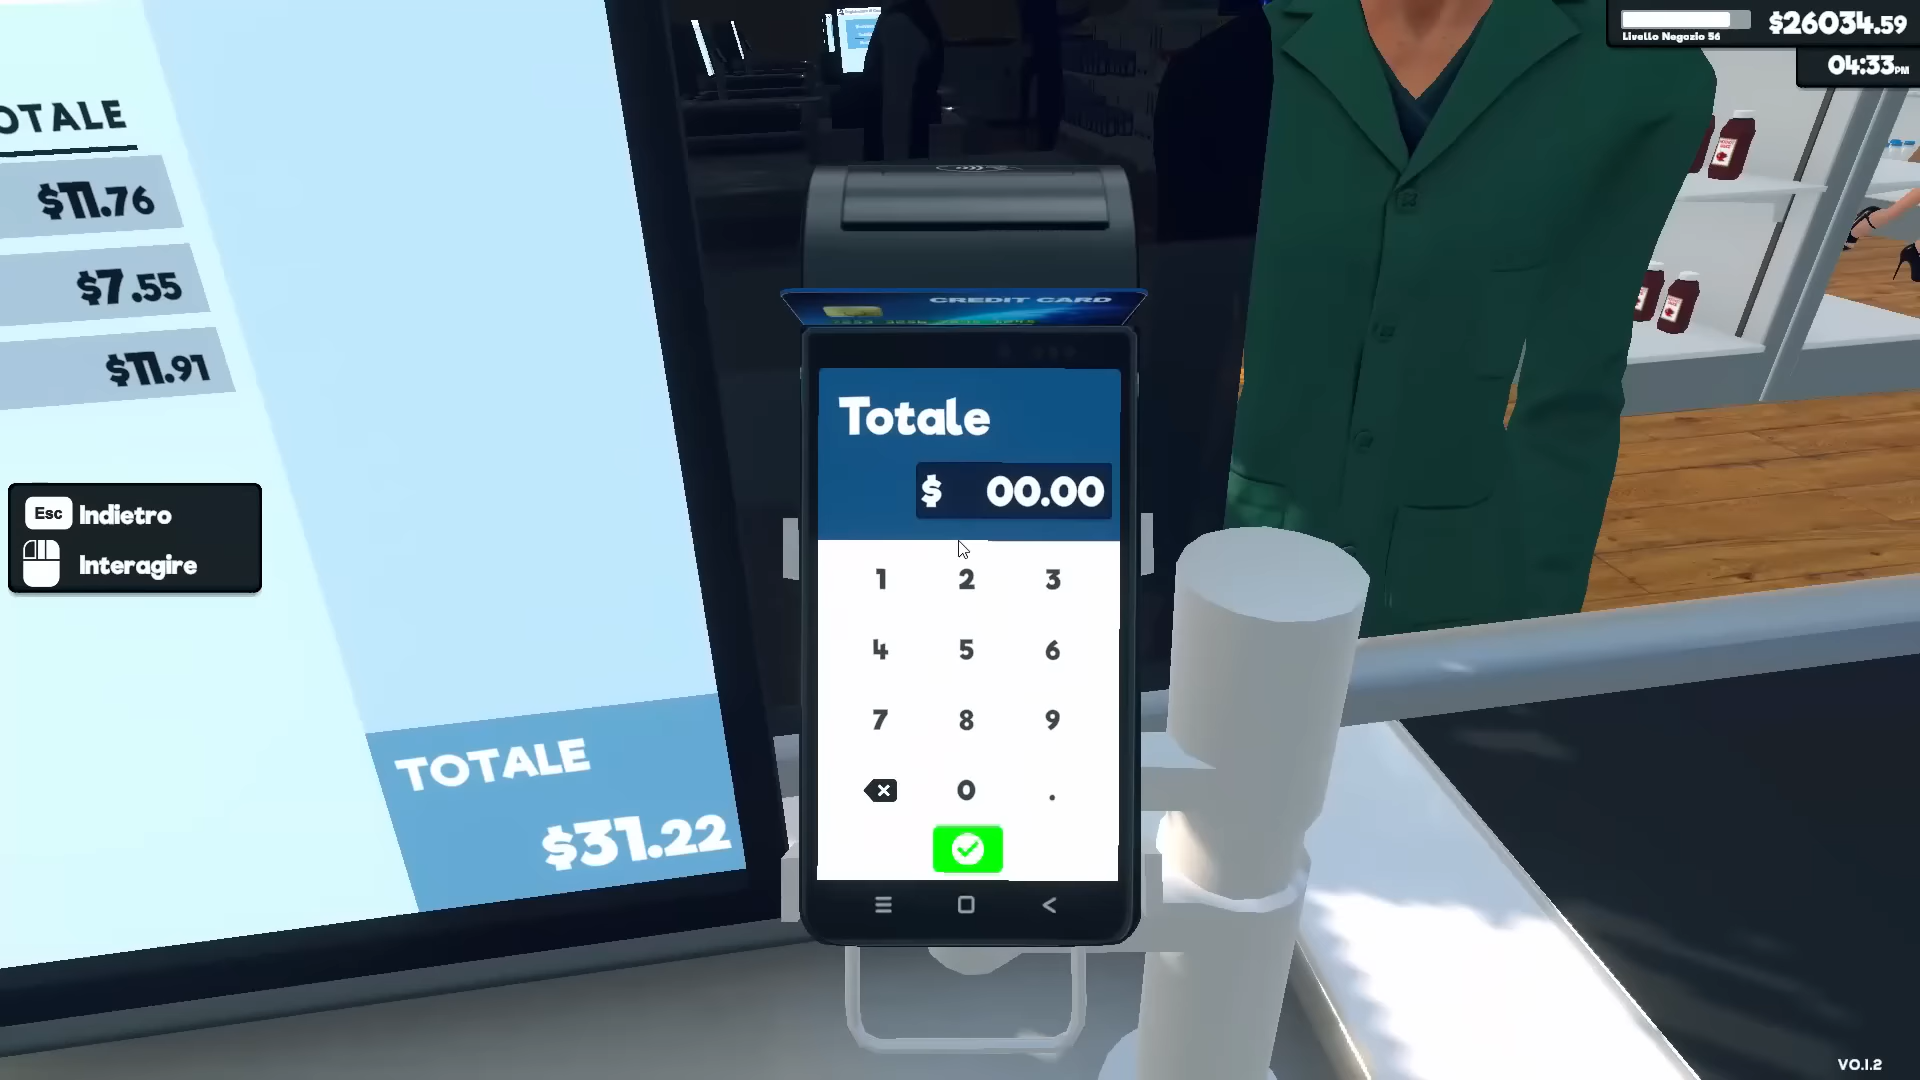 $26034.59
Livello Negozio 56
04:33PM
OTALE
$11.76
$7.55
$11.91
CREDIT CARD
Totale
$ 00.00
Esc Indietro
Interagire
1 2 3
4 5 6
7 8 9
0 .
TOTALE
$31.22
V0.1.2